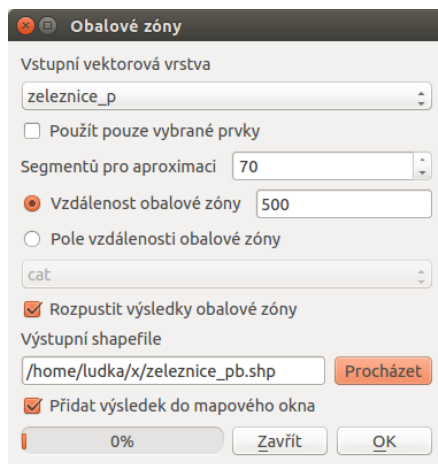 Obalové zóny
Vstupní vektorová vrstva
zeleznice_p
Použít pouze vybrané prvky
Segmentů pro aproximaci 70
Vzdálenost obalové zóny 500
Pole vzdálenosti obalové zóny
cat
Rozpustit výsledky obalové zóny
Výstupní shapefile
/home/ludka/x/zeleznice_pb.shp Procházet
Přidat výsledek do mapového okna
0% Zavřít OK